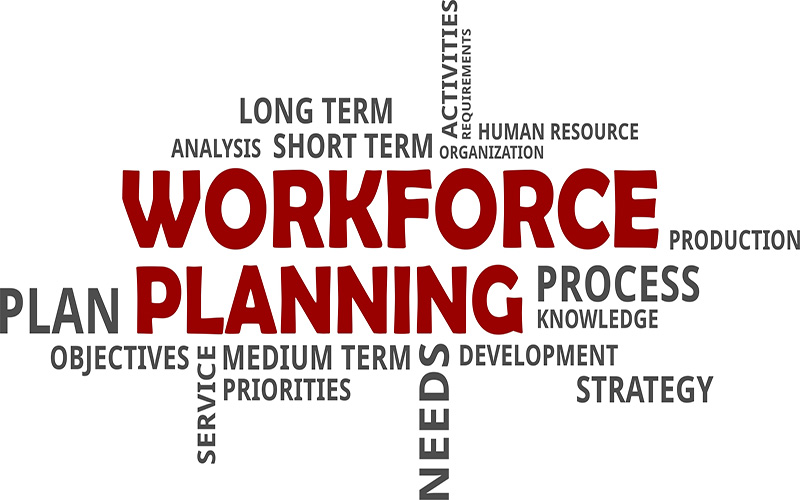 ACTIVITIES
REQUIREMENTS
LONG TERM
HUMAN RESOURCE
ANALYSIS
SHORT TERM
ORGANIZATION
WORKFORCE
PRODUCTION
PLAN
PLANNING
PROCESS
KNOWLEDGE
OBJECTIVES
SERVICE
MEDIUM TERM
PRIORITIES
NEEDS
DEVELOPMENT
STRATEGY